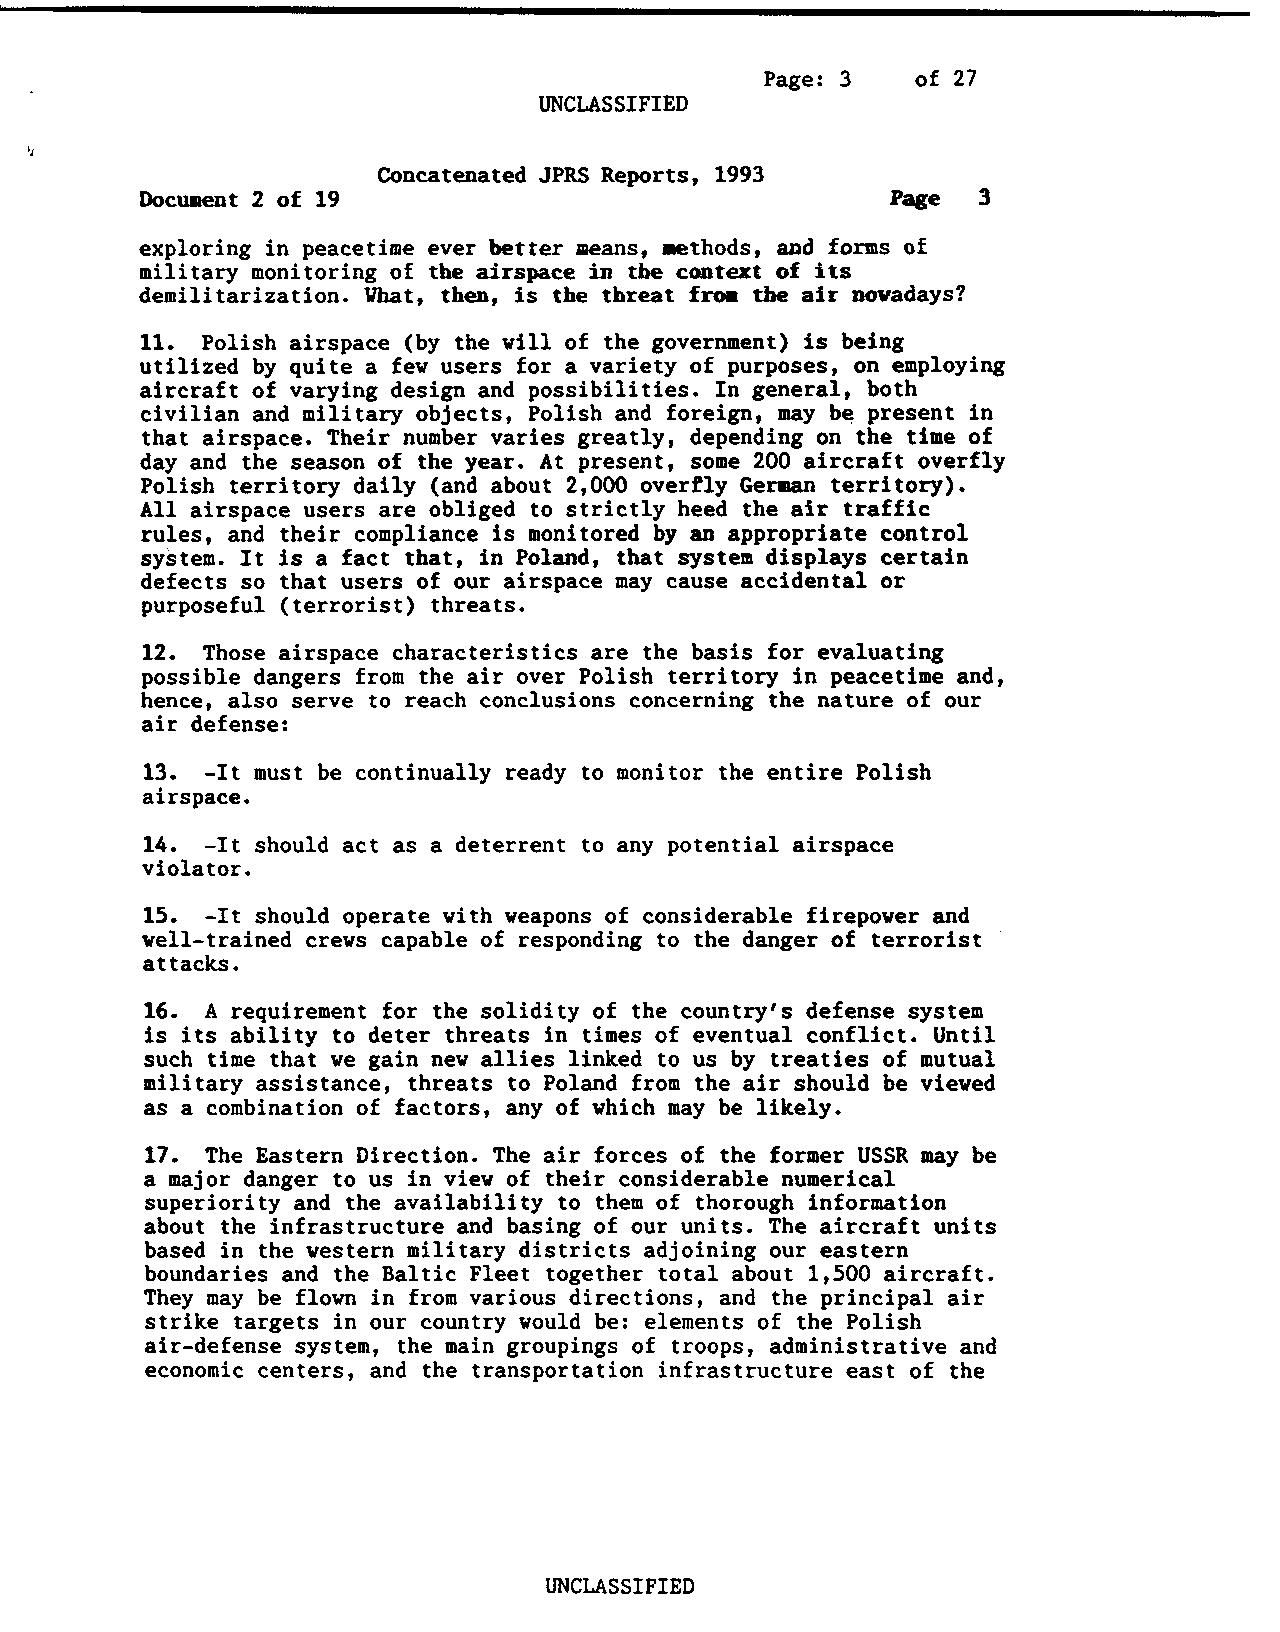 Page: 3 of 27
UNCLASSIFIED
Concatenated JPRS Reports, 1993
Document 2 of 19 Page 3
exploring in peacetime ever better means, methods, and forms of
military monitoring of the airspace in the context of its
demilitarization. What, then, is the threat from the air nowadays?
11. Polish airspace (by the will of the government) is being
utilized by quite a few users for a variety of purposes, on employing
aircraft of varying design and possibilities. In general, both
civilian and military objects, Polish and foreign, may be present in
that airspace. Their number varies greatly, depending on the time of
day and the season of the year. At present, some 200 aircraft overfly
Polish territory daily (and about 2,000 overfly German territory).
All airspace users are obliged to strictly heed the air traffic
rules, and their compliance is monitored by an appropriate control
system. It is a fact that, in Poland, that system displays certain
defects so that users of our airspace may cause accidental or
purposeful (terrorist) threats.
12. Those airspace characteristics are the basis for evaluating
possible dangers from the air over Polish territory in peacetime and,
hence, also serve to reach conclusions concerning the nature of our
air defense:
13. -It must be continually ready to monitor the entire Polish
airspace.
14. -It should act as a deterrent to any potential airspace
violator.
15. -It should operate with weapons of considerable firepower and
well-trained crews capable of responding to the danger of terrorist
attacks.
16. A requirement for the solidity of the country's defense system
is its ability to deter threats in times of eventual conflict. Until
such time that we gain new allies linked to us by treaties of mutual
military assistance, threats to Poland from the air should be viewed
as a combination of factors, any of which may be likely.
17. The Eastern Direction. The air forces of the former USSR may be
a major danger to us in view of their considerable numerical
superiority and the availability to them of thorough information
about the infrastructure and basing of our units. The aircraft units
based in the western military districts adjoining our eastern
boundaries and the Baltic Fleet together total about 1,500 aircraft.
They may be flown in from various directions, and the principal air
strike targets in our country would be: elements of the Polish
air-defense system, the main groupings of troops, administrative and
economic centers, and the transportation infrastructure east of the
UNCLASSIFIED